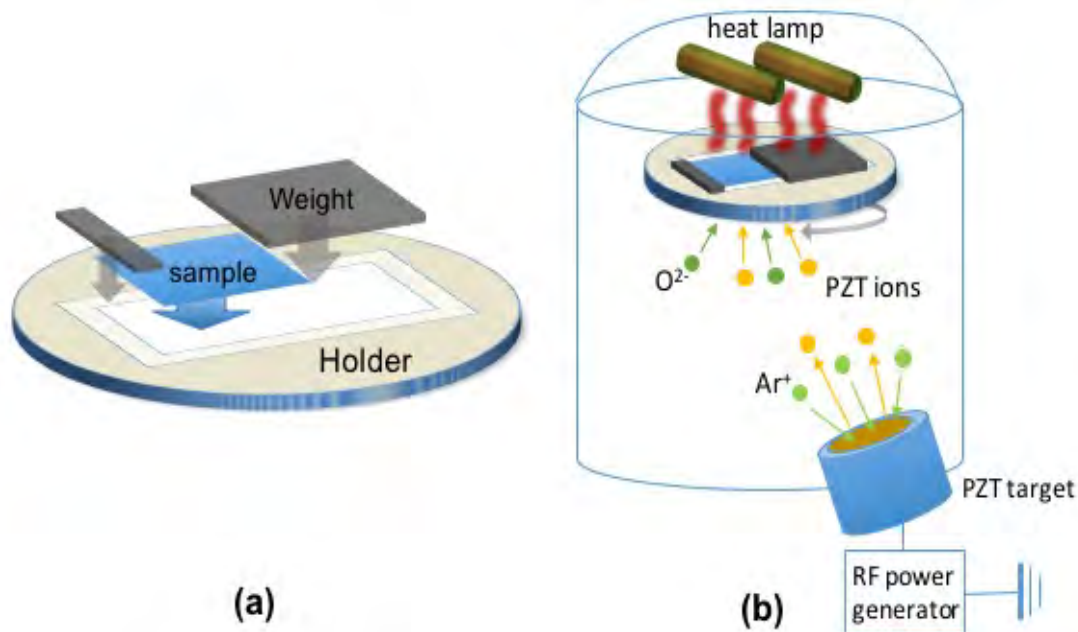 Weight
sample
Holder
(a)
heat lamp
O²⁻
PZT ions
Ar⁺
PZT target
RF power
generator
(b)